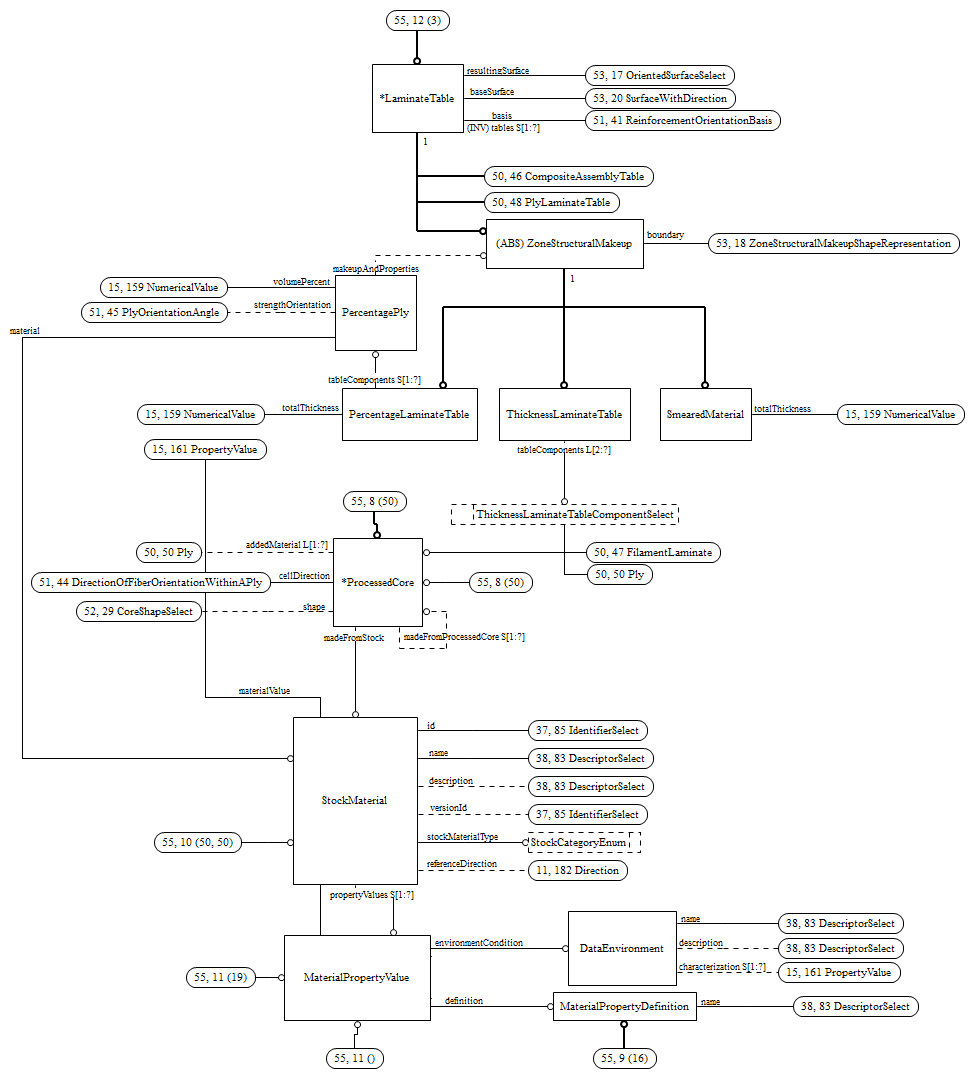 55, 12 (3)
resultingSurface
53, 17 OrientedSurfaceSelect
*LaminateTable
baseSurface
53, 20 SurfaceWithDirection
basis
51, 41 ReinforcementOrientationBasis
(INV) tables S[1:?]
1
50, 46 CompositeAssemblyTable
50, 48 PlyLaminateTable
(ABS) ZoneStructuralMakeup
boundary
53, 18 ZoneStructuralMakeupShapeRepresentation
makeupAndProperties
1
15, 159 NumericalValue
volumePercent
51, 45 PlyOrientationAngle
strengthOrientation
PercentagePly
material
tableComponents S[1:?]
15, 159 NumericalValue
totalThickness
PercentageLaminateTable
ThicknessLaminateTable
SmearedMaterial
totalThickness
15, 159 NumericalValue
15, 161 PropertyValue
tableComponents L[2:?]
55, 8 (50)
ThicknessLaminateTableComponentSelect
50, 50 Ply
addedMaterial L[1:?]
50, 47 FilamentLaminate
51, 44 DirectionOfFiberOrientationWithinAPly
cellDirection
*ProcessedCore
55, 8 (50)
50, 50 Ply
52, 29 CoreShapeSelect
shape
madeFromStock
madeFromProcessedCore S[1:?]
materialValue
id
37, 85 IdentifierSelect
name
38, 83 DescriptorSelect
description
38, 83 DescriptorSelect
StockMaterial
versionId
37, 85 IdentifierSelect
55, 10 (50, 50)
stockMaterialType
StockCategoryEnum
referenceDirection
11, 182 Direction
propertyValues S[1:?]
name
38, 83 DescriptorSelect
environmentCondition
DataEnvironment
description
38, 83 DescriptorSelect
characterization S[1:?]
15, 161 PropertyValue
55, 11 (19)
MaterialPropertyValue
definition
MaterialPropertyDefinition
name
38, 83 DescriptorSelect
55, 11 ()
55, 9 (16)